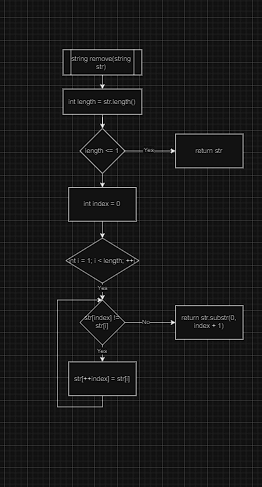 string remove(string
str)
int length = str.length()
length <= 1
Yes
return str
int index = 0
int i = 1; i < length; ++i
Yes
str[index] !=
str[i]
No
return str.substr(0,
index + 1)
Yes
str[++index] = str[i]